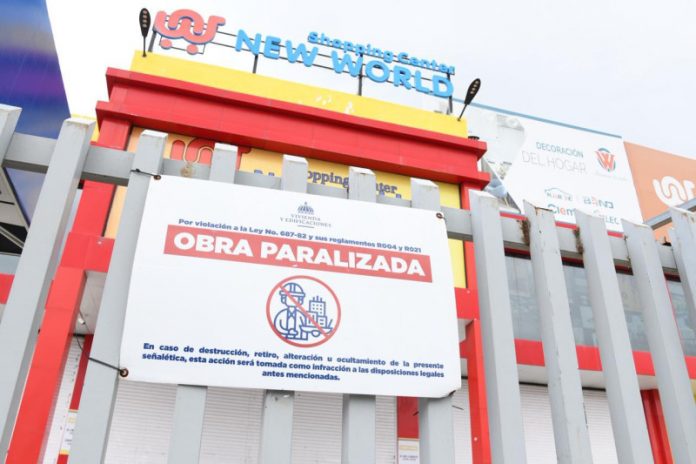 Shopping Center
NEW WORLD
Shopping Center
DECORACIÓN
DEL HOGAR
VIVIENDA
Y EDIFICACIONES
Por violación a la Ley No. 687-82 y sus reglamentos R004 y R021
OBRA PARALIZADA
En caso de destrucción, retiro, alteración u ocultamiento de la presente
señalética, esta acción será tomada como infracción a las disposiciones legales
antes mencionadas.